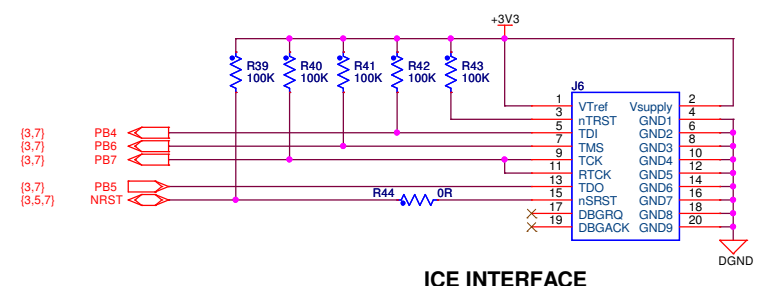 +3V3
R39 100K
R40 100K
R41 100K
R42 100K
R43 100K
J6
1 VTref Vsupply 2
3 nTRST GND1 4
{3,7} PB4 5 TDI GND2 6
{3,7} PB6 7 TMS GND3 8
{3,7} PB7 9 TCK GND4 10
11 RTCK GND5 12
{3,7} PB5 13 TDO GND6 14
{3,5,7} NRST R44 0R 15 nSRST GND7 16
17 DBGRQ GND8 18
19 DBGACK GND9 20
DGND
ICE INTERFACE